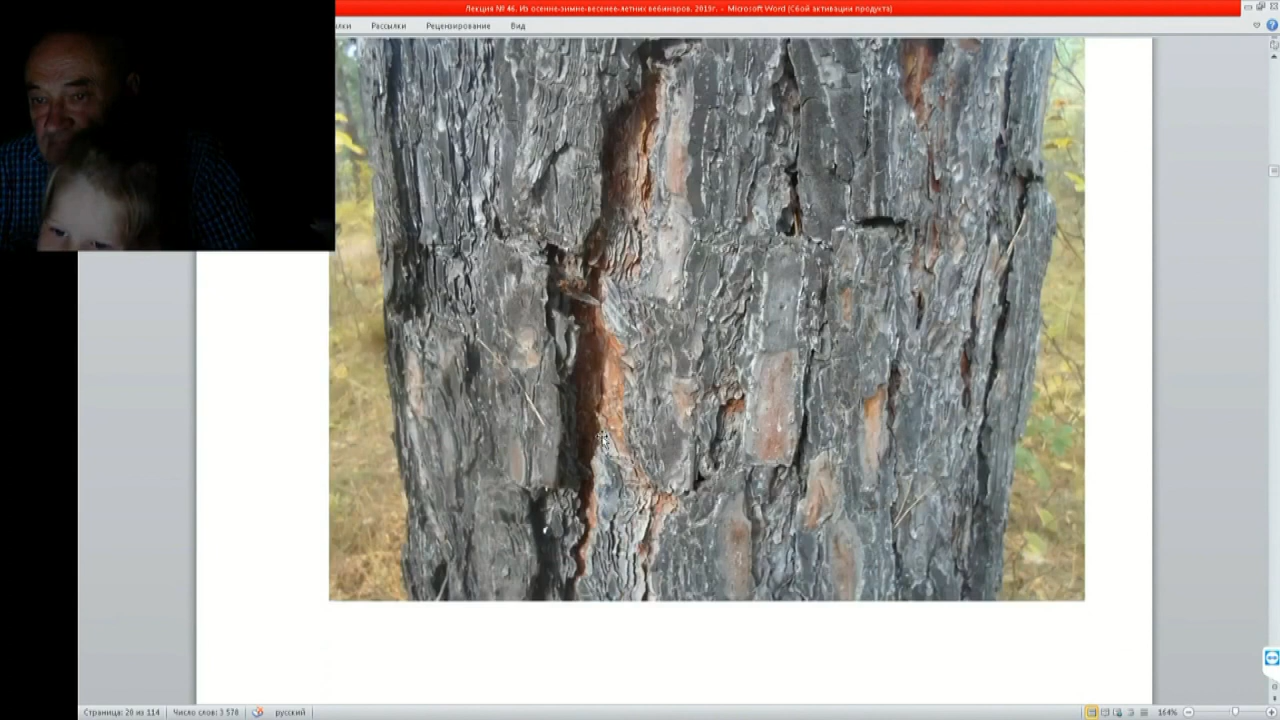 Лекция № 46. Из осенне-зимне-весенее-летних вебинаров. 2019г. - Microsoft Word (Сбой активации продукта)
Рассылки Рецензирование Вид
Страница: 20 из 114 Число слов: 3 578 русский 164%